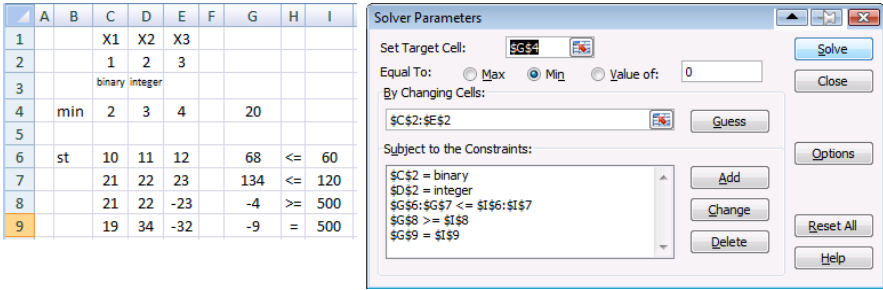 A B C D E F G H I
1 X1 X2 X3
2 1 2 3
3 binary integer
4 min 2 3 4 20
5
6 st 10 11 12 68 <= 60
7 21 22 23 134 <= 120
8 21 22 -23 -4 >= 500
9 19 34 -32 -9 = 500
Solver Parameters
Set Target Cell: $G$4 Solve
Equal To: Max Min Value of: 0 Close
By Changing Cells:
$C$2:$E$2 Guess
Subject to the Constraints: Options
$C$2 = binary Add
$D$2 = integer
$G$6:$G$7 <= $I$6:$I$7 Change
$G$8 >= $I$8 Reset All
$G$9 = $I$9 Delete
Help